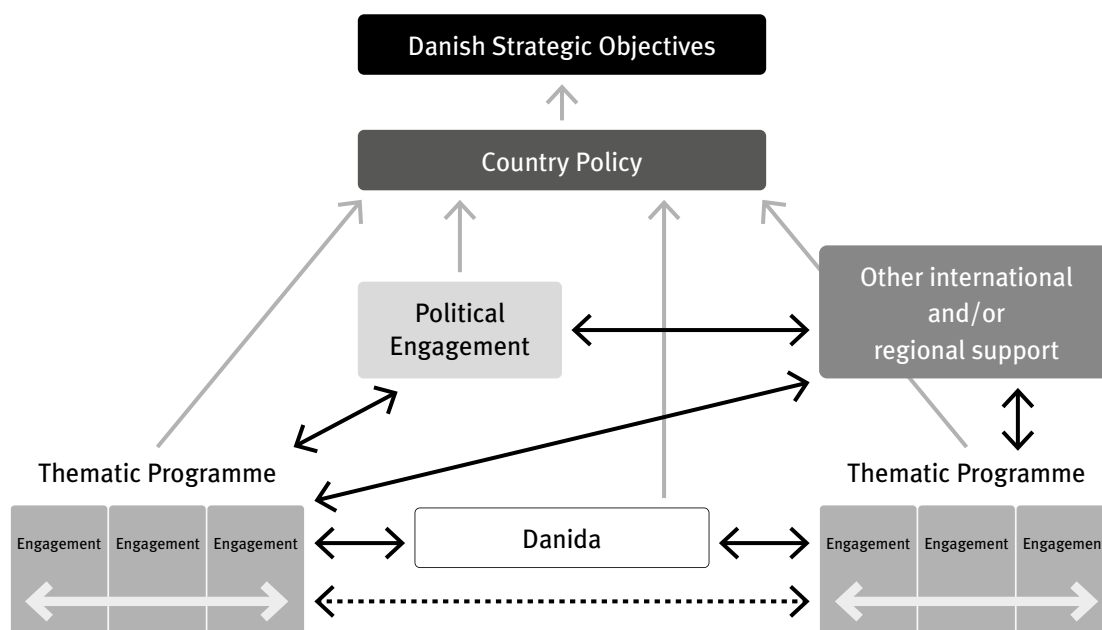 Danish Strategic Objectives
Country Policy
Political
Engagement
Other international
and/or
regional support
Thematic Programme
Thematic Programme
Engagement Engagement Engagement
Danida
Engagement Engagement Engagement